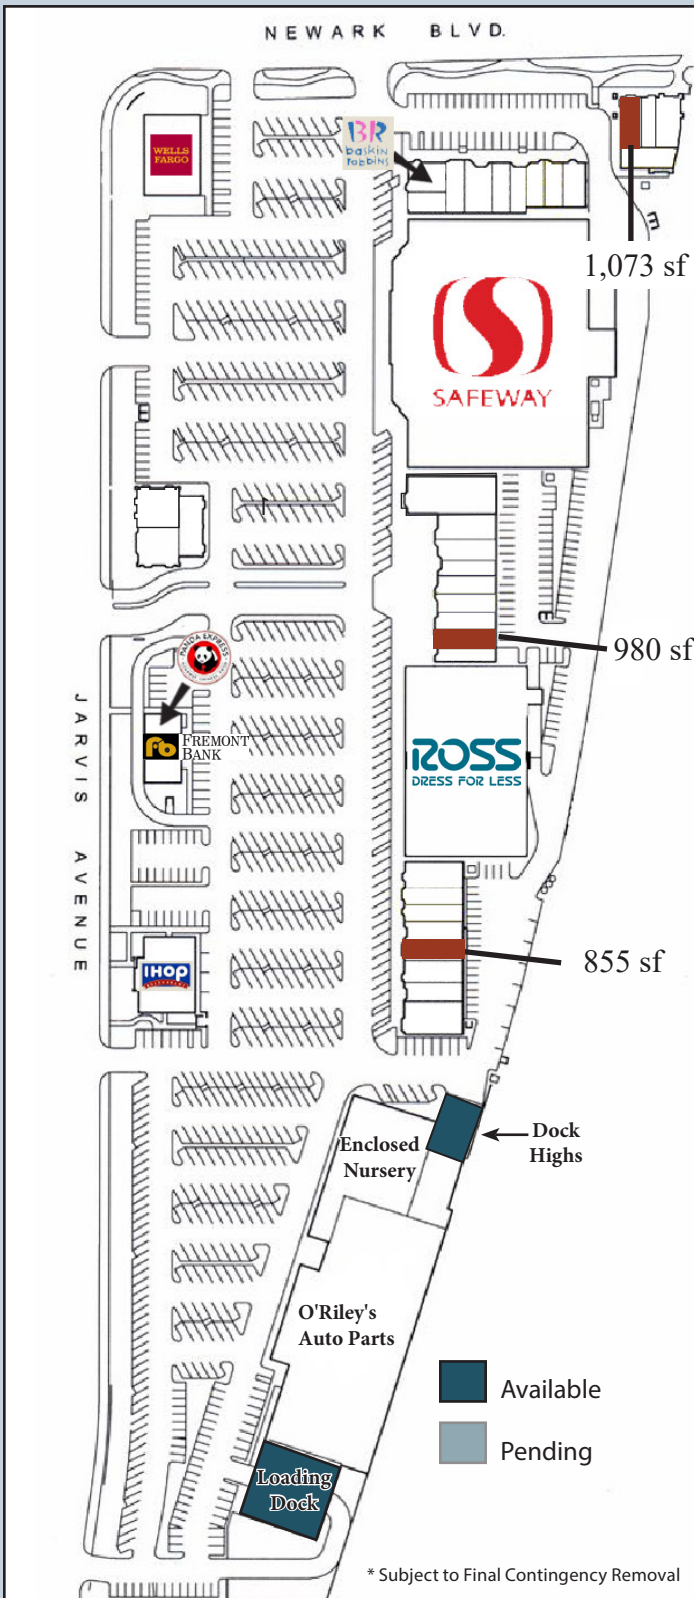 NEWARK BLVD.
WELLS
FARGO
BR
baskin
robbins
1,073 sf
SAFEWAY
980 sf
PANDA EXPRESS
Fb
FREMONT
BANK
ROSS
DRESS FOR LESS
JARVIS AVENUE
IHOP
855 sf
Enclosed
Nursery
Dock
Highs
O'Riley's
Auto Parts
Available
Pending
Loading
Dock
* Subject to Final Contingency Removal